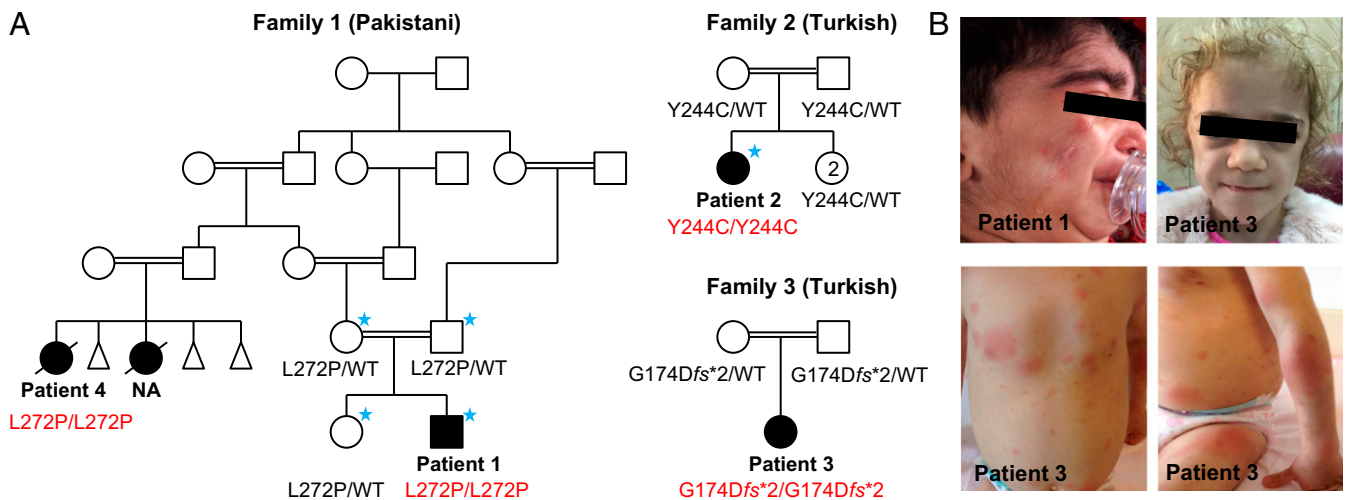 A
Family 1 (Pakistani)
L272P/WT
L272P/WT
Patient 4
NA
L272P/L272P
L272P/WT
Patient 1
L272P/L272P
Family 2 (Turkish)
Y244C/WT
Y244C/WT
2
Patient 2
Y244C/WT
Y244C/Y244C
Family 3 (Turkish)
G174Dfs*2/WT
G174Dfs*2/WT
Patient 3
G174Dfs*2/G174Dfs*2
B
Patient 1
Patient 3
Patient 3
Patient 3